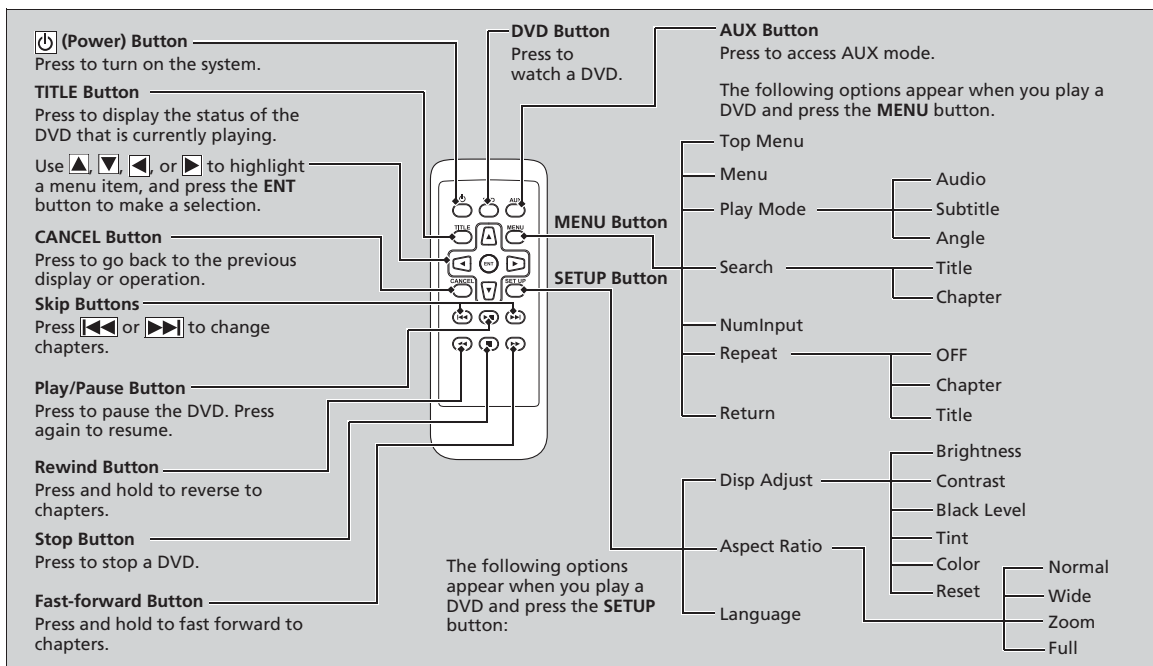 (Power) Button
Press to turn on the system.
TITLE Button
Press to display the status of the
DVD that is currently playing.
Use ▲, ▼, ◀, or ▶ to highlight
a menu item, and press the ENT
button to make a selection.
CANCEL Button
Press to go back to the previous
display or operation.
Skip Buttons
Press |◀◀ or ▶▶| to change
chapters.
Play/Pause Button
Press to pause the DVD. Press
again to resume.
Rewind Button
Press and hold to reverse to
chapters.
Stop Button
Press to stop a DVD.
Fast-forward Button
Press and hold to fast forward to
chapters.
DVD Button
Press to
watch a DVD.
AUX Button
Press to access AUX mode.
The following options appear when you play a
DVD and press the MENU button.
TITLE
MENU
ENT
CANCEL
SET UP
MENU Button
Top Menu
Menu
Play Mode
Audio
Subtitle
Angle
Search
Title
Chapter
NumInput
Repeat
OFF
Chapter
Title
Return
SETUP Button
The following options
appear when you play a
DVD and press the SETUP
button:
Disp Adjust
Brightness
Contrast
Black Level
Tint
Color
Reset
Aspect Ratio
Normal
Wide
Zoom
Full
Language